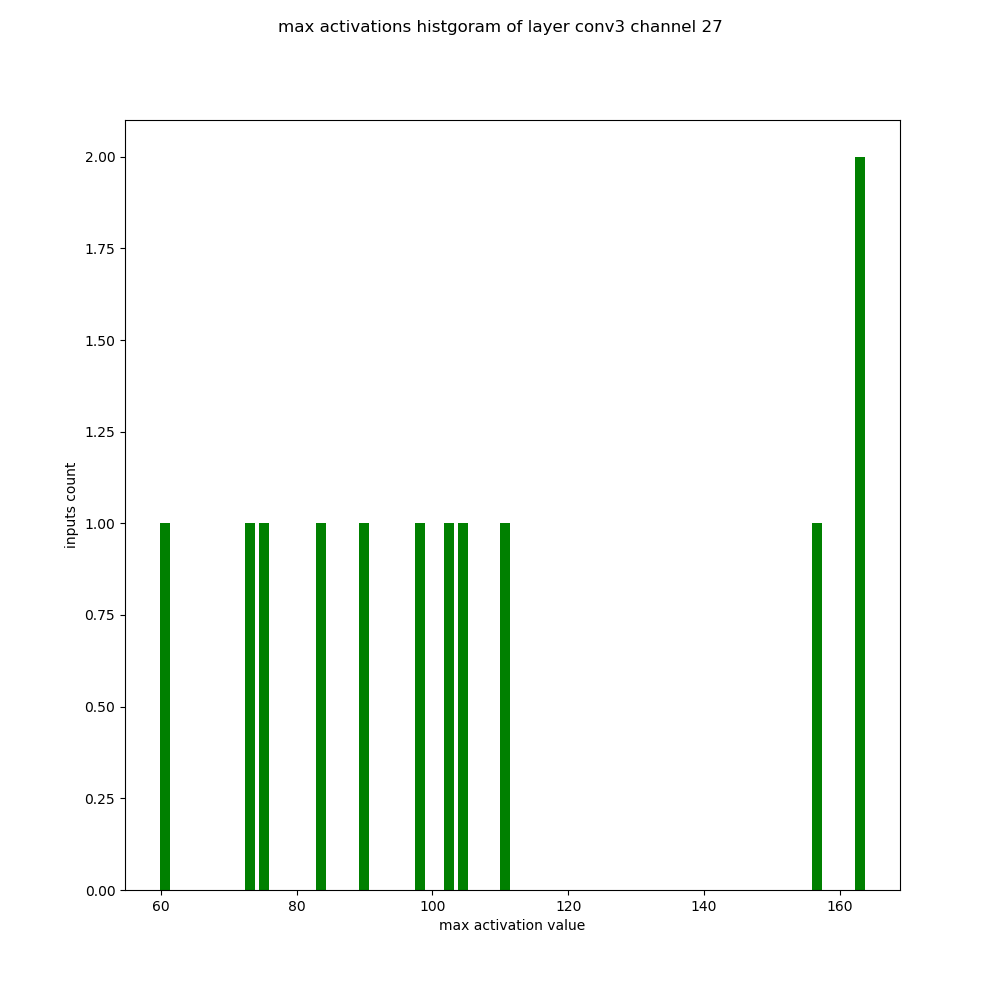 max activations histgoram of layer conv3 channel 27
2.00
1.75
1.50
1.25
1.00
0.75
0.50
0.25
0.00
inputs count
60 80 100 120 140 160
max activation value